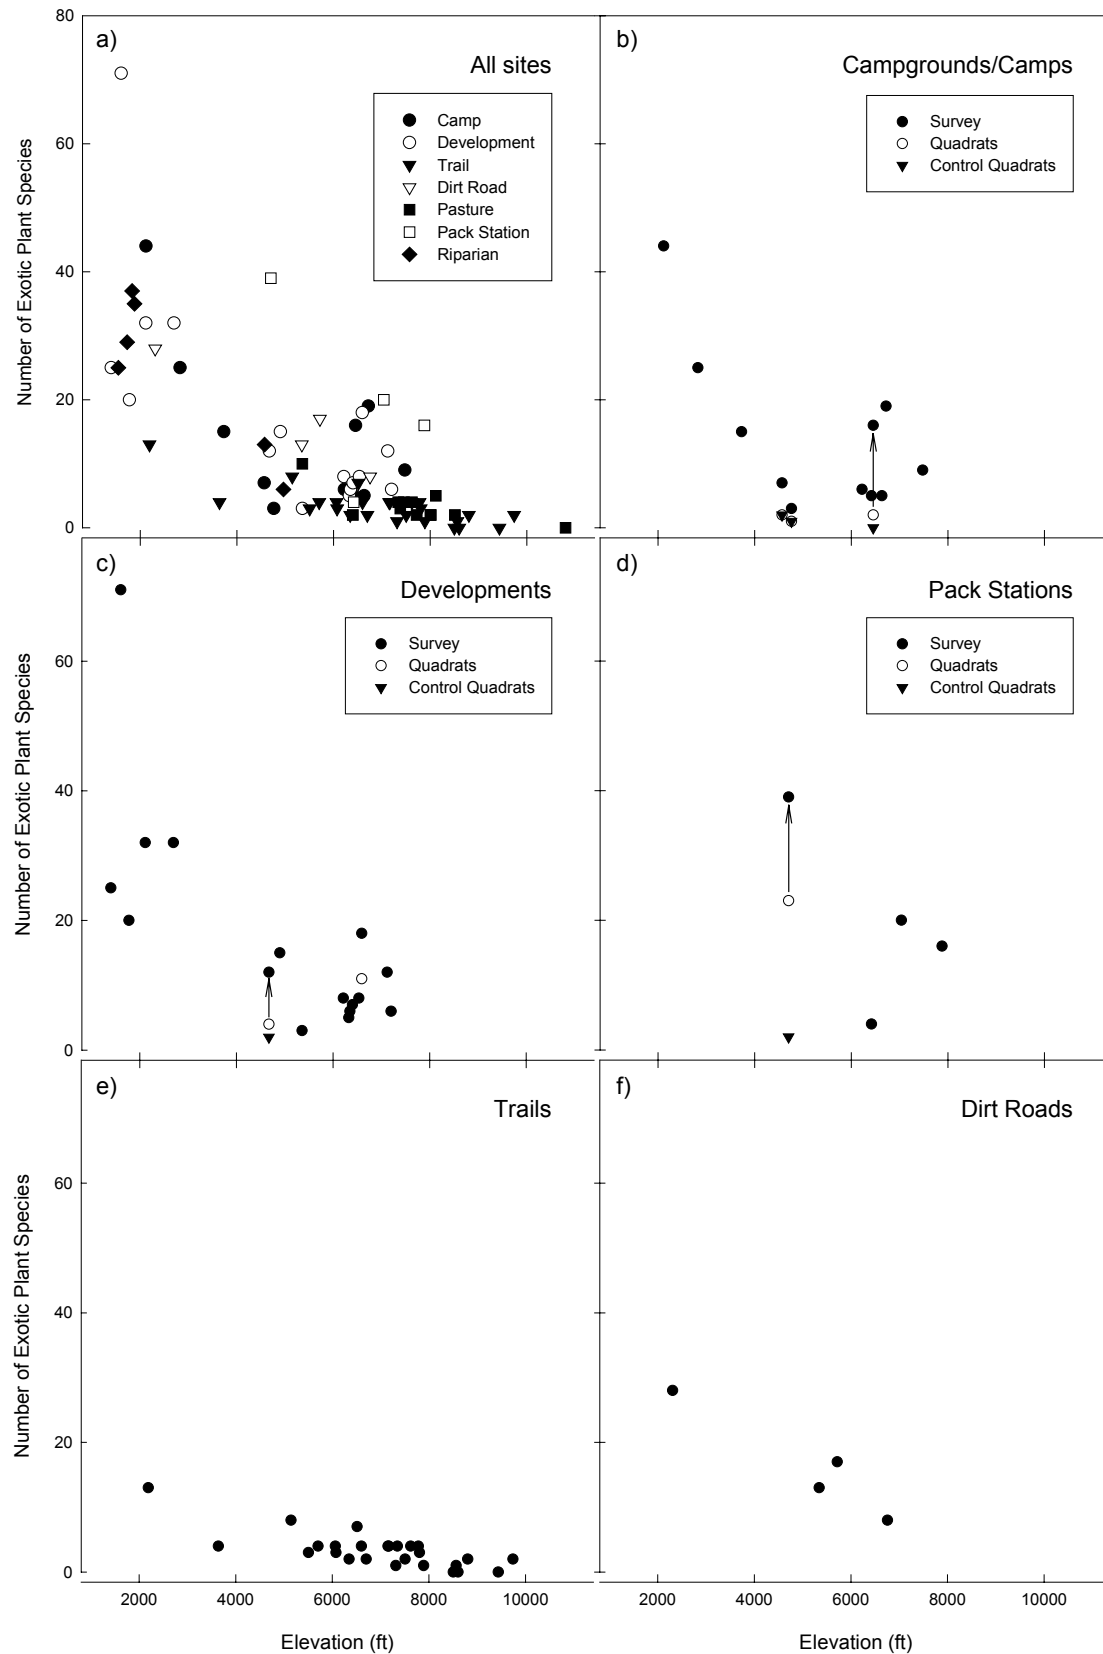 a)
All sites
Camp
Development
Trail
Dirt Road
Pasture
Pack Station
Riparian
80
60
40
20
0
Number of Exotic Plant Species
b)
Campgrounds/Camps
Survey
Quadrats
Control Quadrats
c)
Developments
Survey
Quadrats
Control Quadrats
60
40
20
0
Number of Exotic Plant Species
d)
Pack Stations
Survey
Quadrats
Control Quadrats
e)
Trails
60
40
20
0
Number of Exotic Plant Species
2000 4000 6000 8000 10000
Elevation (ft)
f)
Dirt Roads
2000 4000 6000 8000 10000
Elevation (ft)